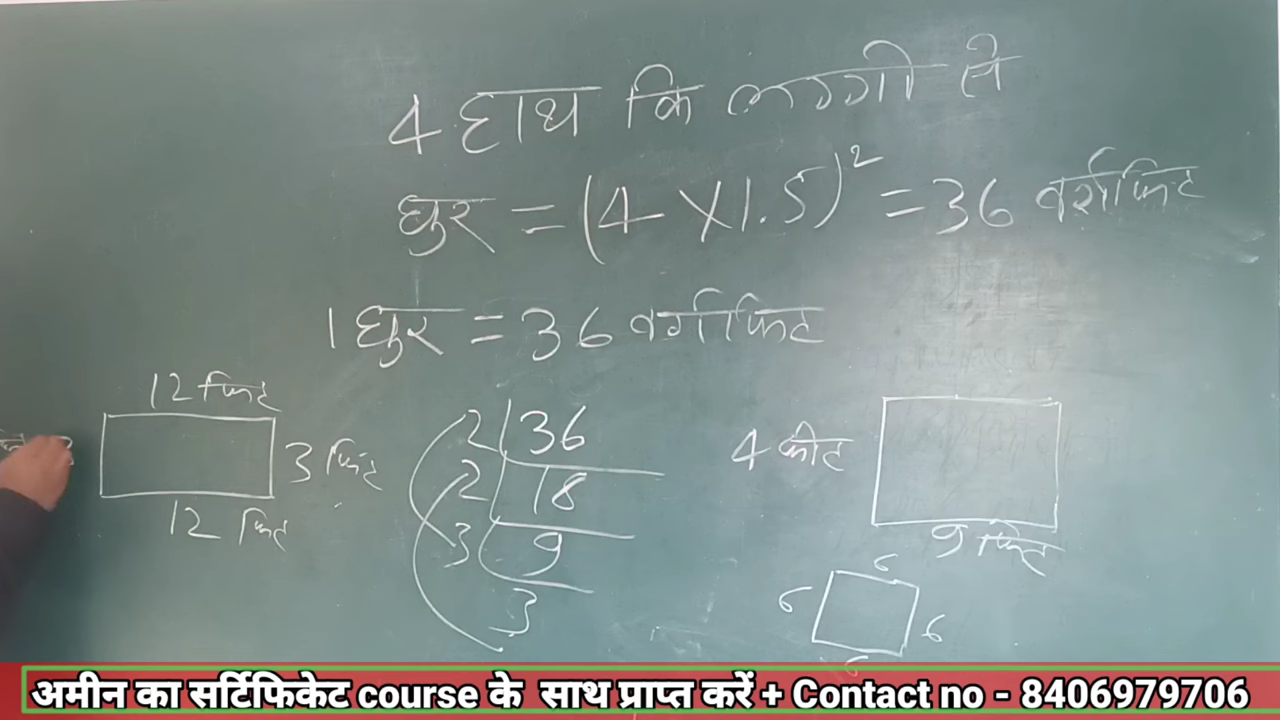 4 हाथ कि लग्गी से
धुर = (4 × 1.5)² = 36 वर्गफिट
1 धुर = 36 वर्गफिट
12 फिट
3 फिट
12 फिट
2 | 36
2 | 18
3 | 9
3
4 फीट
9 फिट
6
6
6
6
अमीन का सर्टिफिकेट course के साथ प्राप्त करें + Contact no - 8406979706